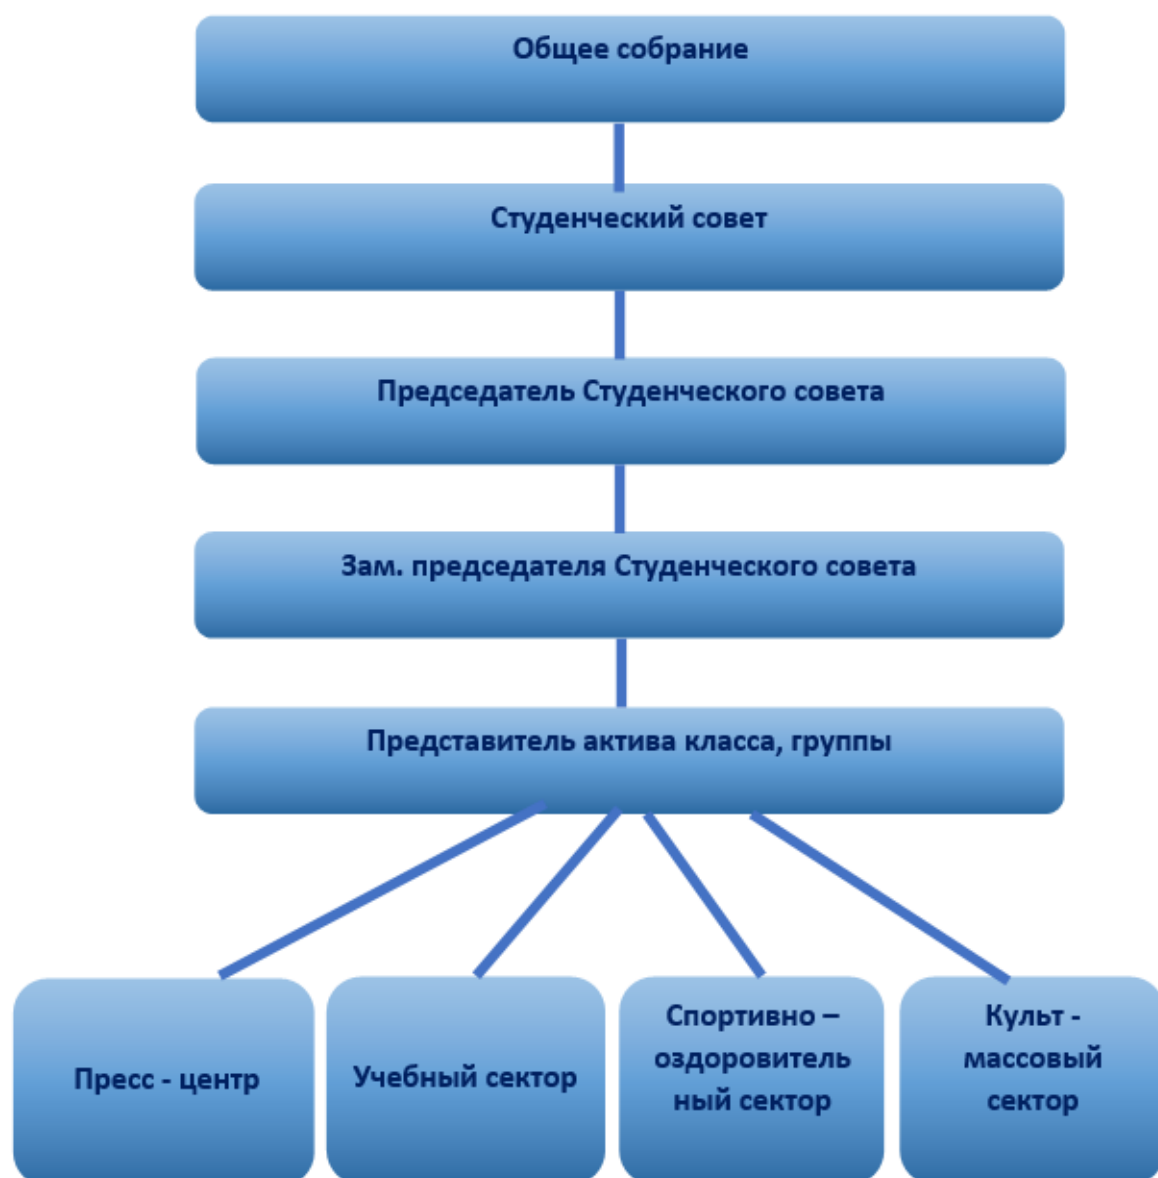 Общее собрание
Студенческий совет
Председатель Студенческого совета
Зам. председателя Студенческого совета
Представитель актива класса, группы
Пресс - центр
Учебный сектор
Спортивно –
оздоровитель
ный сектор
Культ -
массовый
сектор